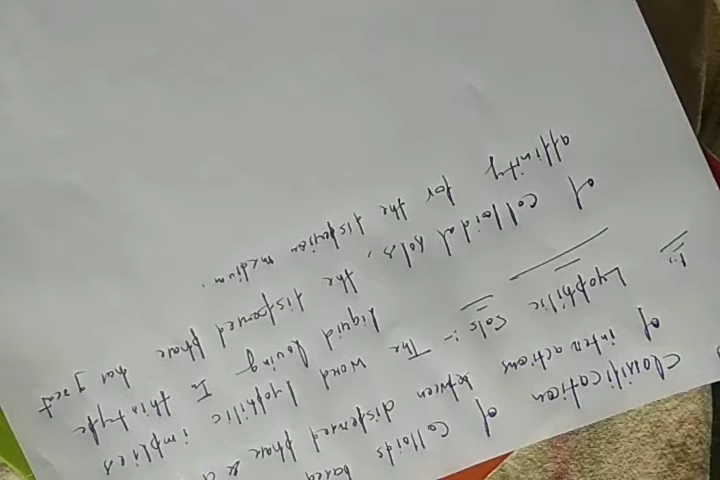 Classification of Colloids based
of interactions between dispersed phase &
1. Lyophilic Sols :- The word lyophilic implies
liquid loving In this type
of colloidal sols, the dispersed phase has great
affinity for the dispersion medium.